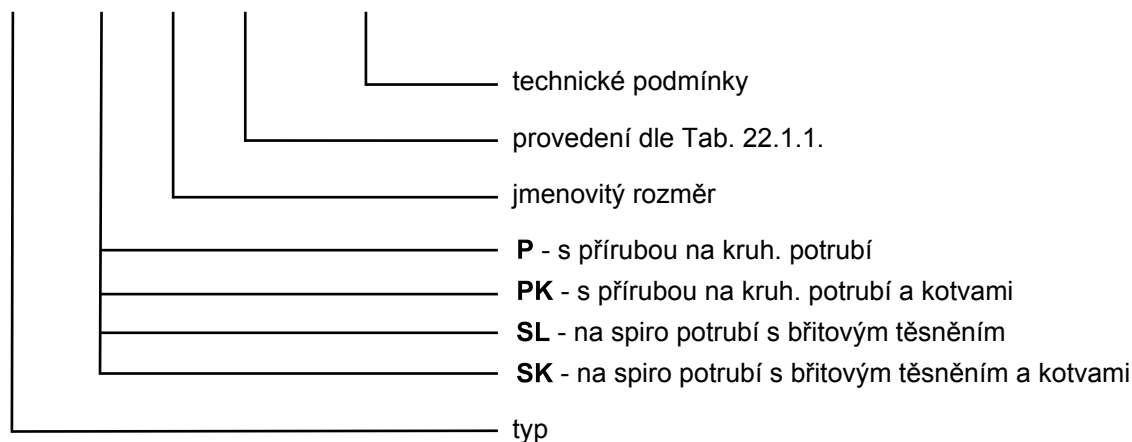 technické podmínky
provedení dle Tab. 22.1.1.
jmenovitý rozměr
P - s přírubou na kruh. potrubí
PK - s přírubou na kruh. potrubí a kotvami
SL - na spiro potrubí s břitovým těsněním
SK - na spiro potrubí s břitovým těsněním a kotvami
typ